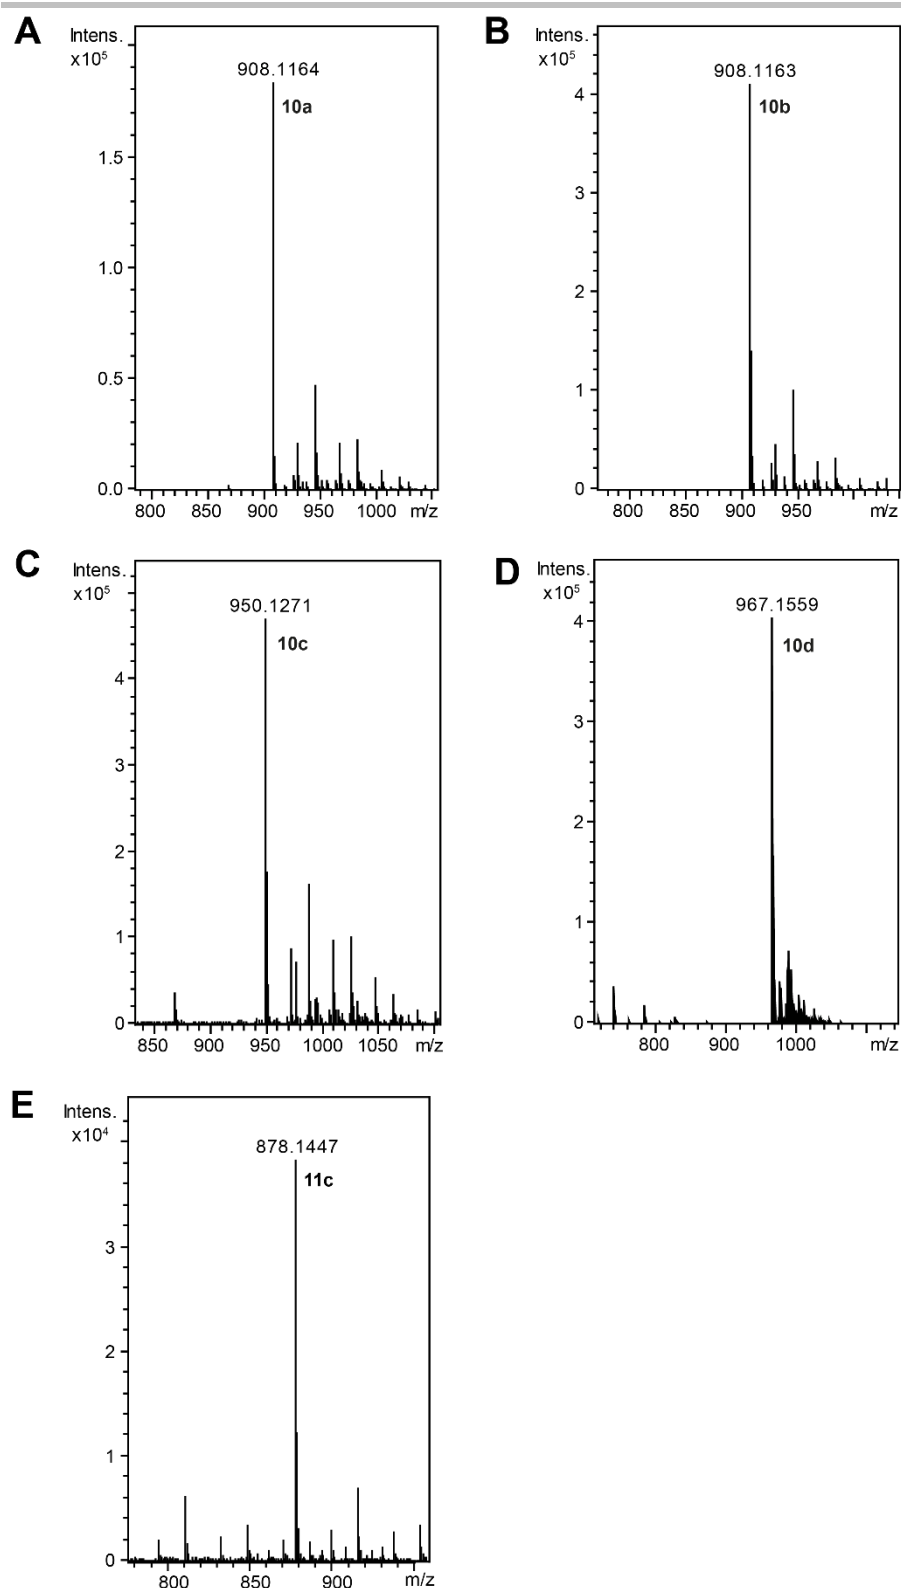 A
Intens.
x10⁵
908.1164
10a
1.5
1.0
0.5
0.0
800 850 900 950 1000 m/z
B
Intens.
x10⁵
908.1163
10b
4
3
2
1
0
800 850 900 950 m/z
C
Intens.
x10⁵
950.1271
10c
4
3
2
1
0
850 900 950 1000 1050 m/z
D
Intens.
x10⁵
967.1559
10d
4
3
2
1
0
800 900 1000 m/z
E
Intens.
x10⁴
878.1447
11c
3
2
1
0
800 850 900 m/z